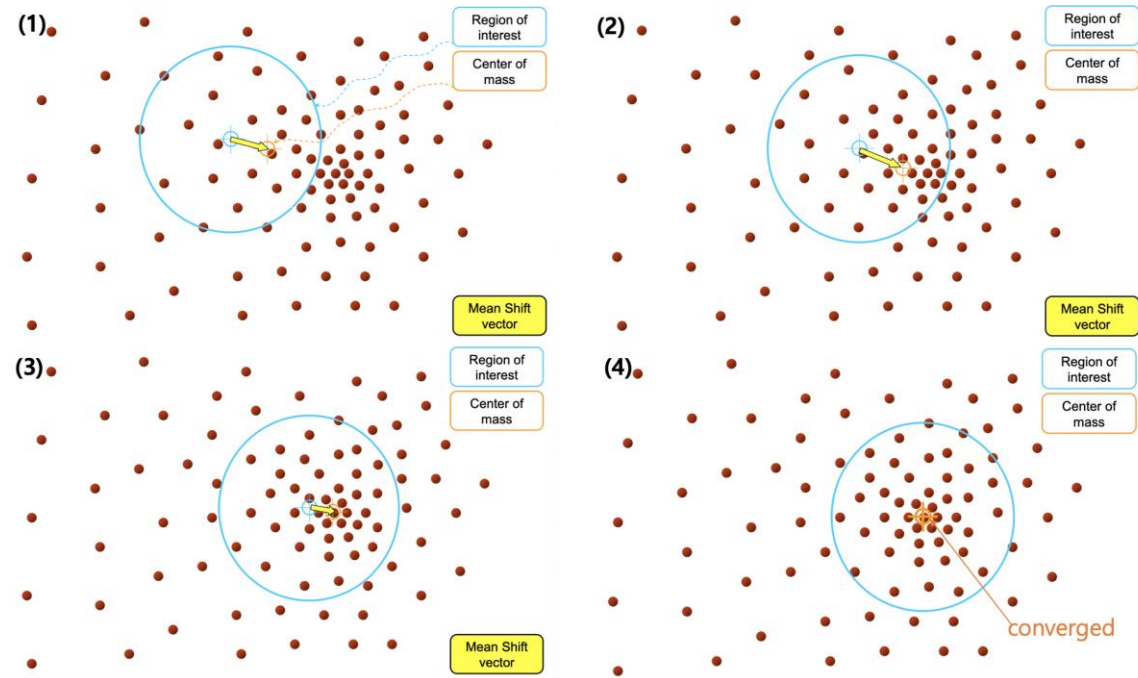 (1)
Region of
interest
Center of
mass
Mean Shift
vector
(2)
Region of
interest
Center of
mass
Mean Shift
vector
(3)
Region of
interest
Center of
mass
Mean Shift
vector
(4)
Region of
interest
Center of
mass
converged